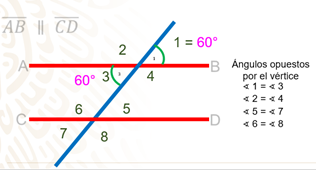 AB ∥ CD
2
1 = 60°
A
B
60°
3
4
Ángulos opuestos
por el vértice
∢ 1 = ∢ 3
∢ 2 = ∢ 4
∢ 5 = ∢ 7
∢ 6 = ∢ 8
6
5
C
D
7
8